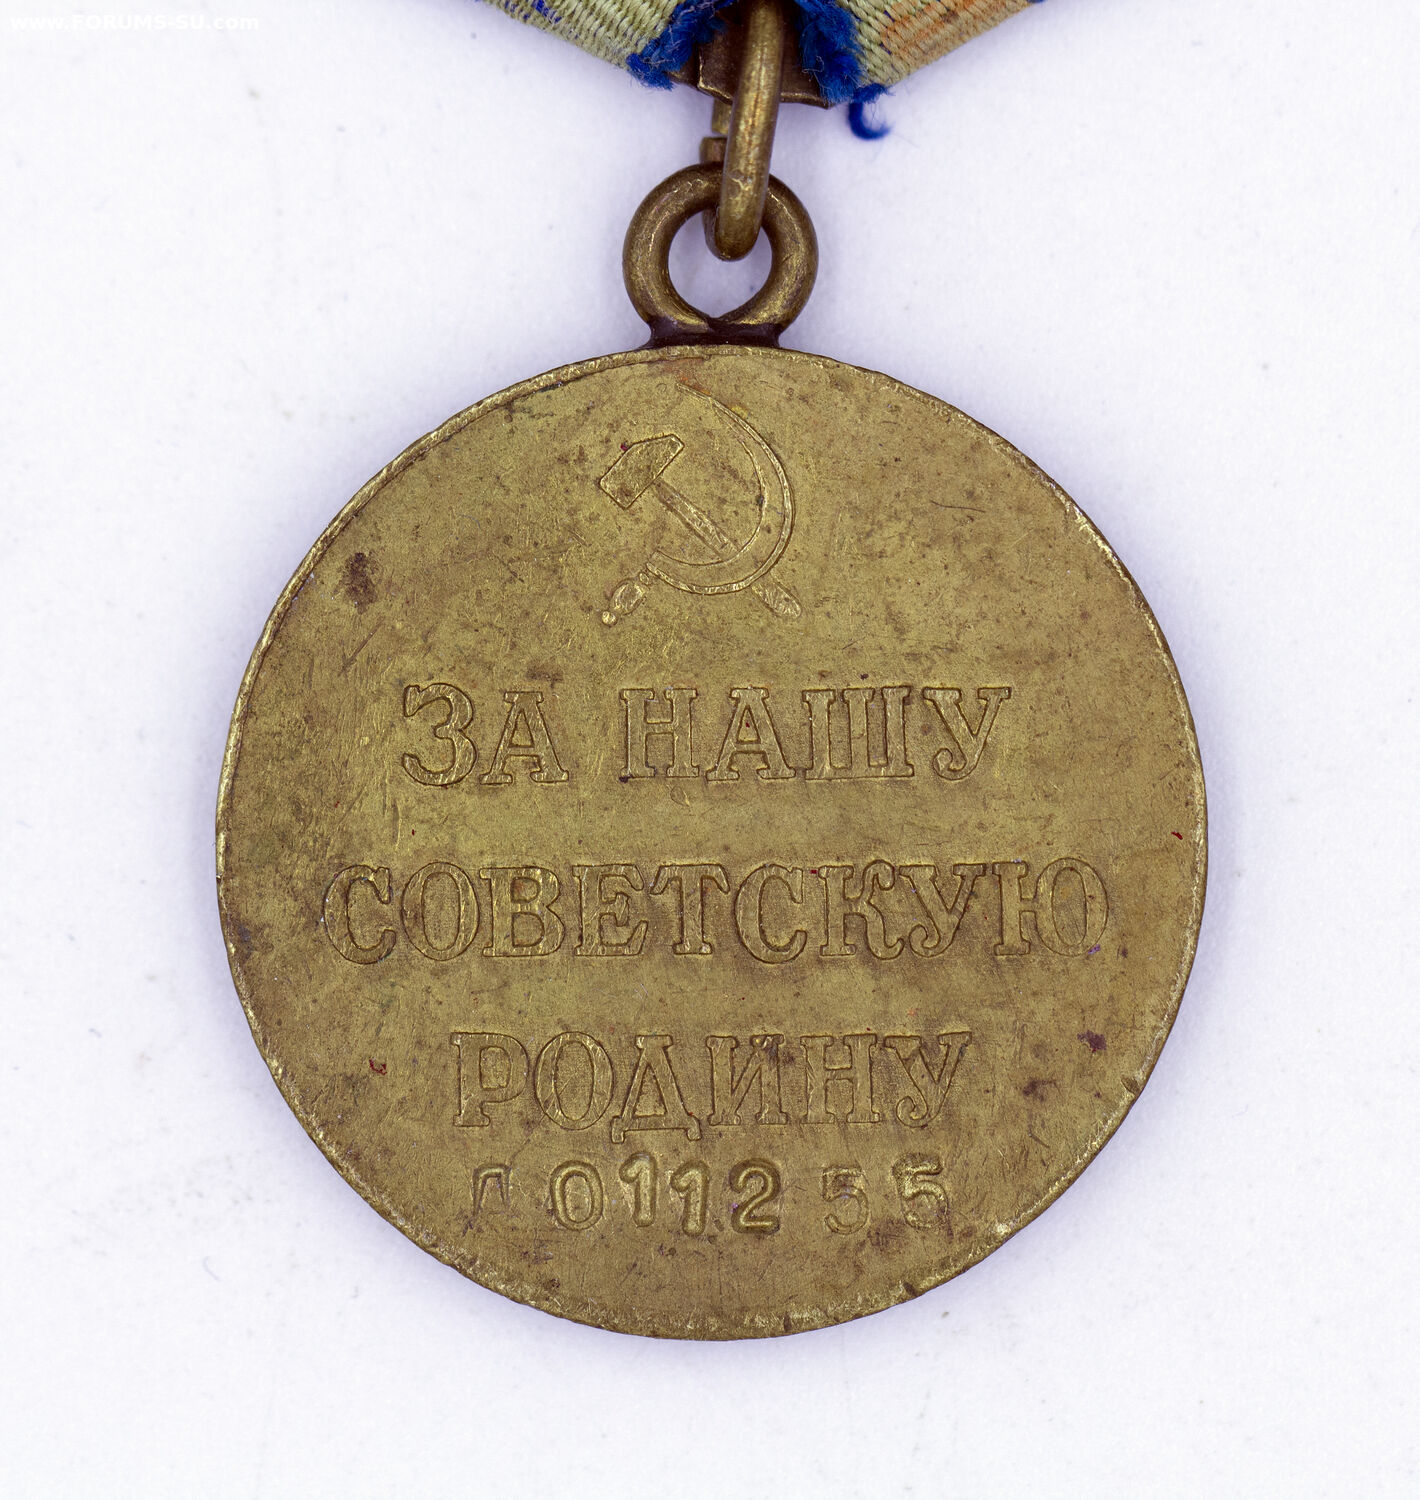 www.FORUMS-SU.com
ЗА НАШУ
СОВЕТСКУЮ
РОДИНУ
Л 011255